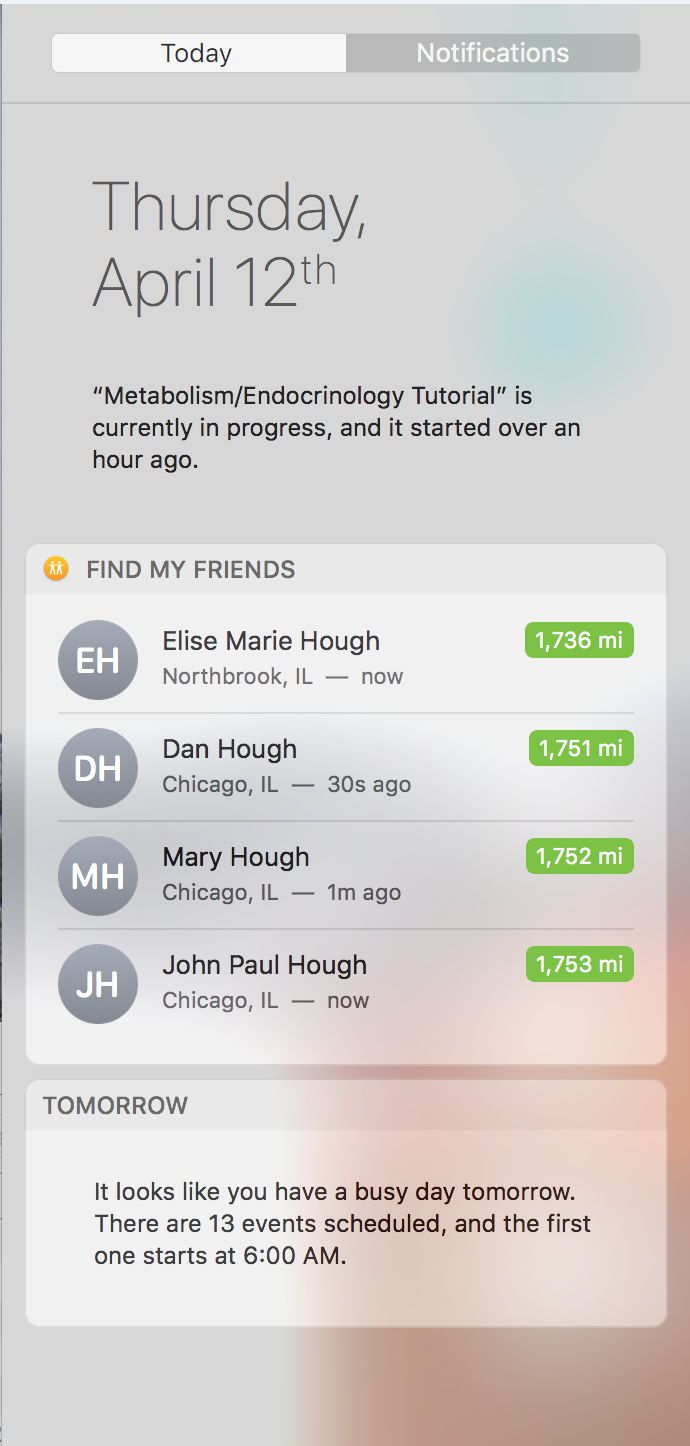 Today
Notifications
Thursday,
April 12th
“Metabolism/Endocrinology Tutorial” is
currently in progress, and it started over an
hour ago.
FIND MY FRIENDS
EH
Elise Marie Hough
1,736 mi
Northbrook, IL — now
DH
Dan Hough
1,751 mi
Chicago, IL — 30s ago
MH
Mary Hough
1,752 mi
Chicago, IL — 1m ago
JH
John Paul Hough
1,753 mi
Chicago, IL — now
TOMORROW
It looks like you have a busy day tomorrow.
There are 13 events scheduled, and the first
one starts at 6:00 AM.